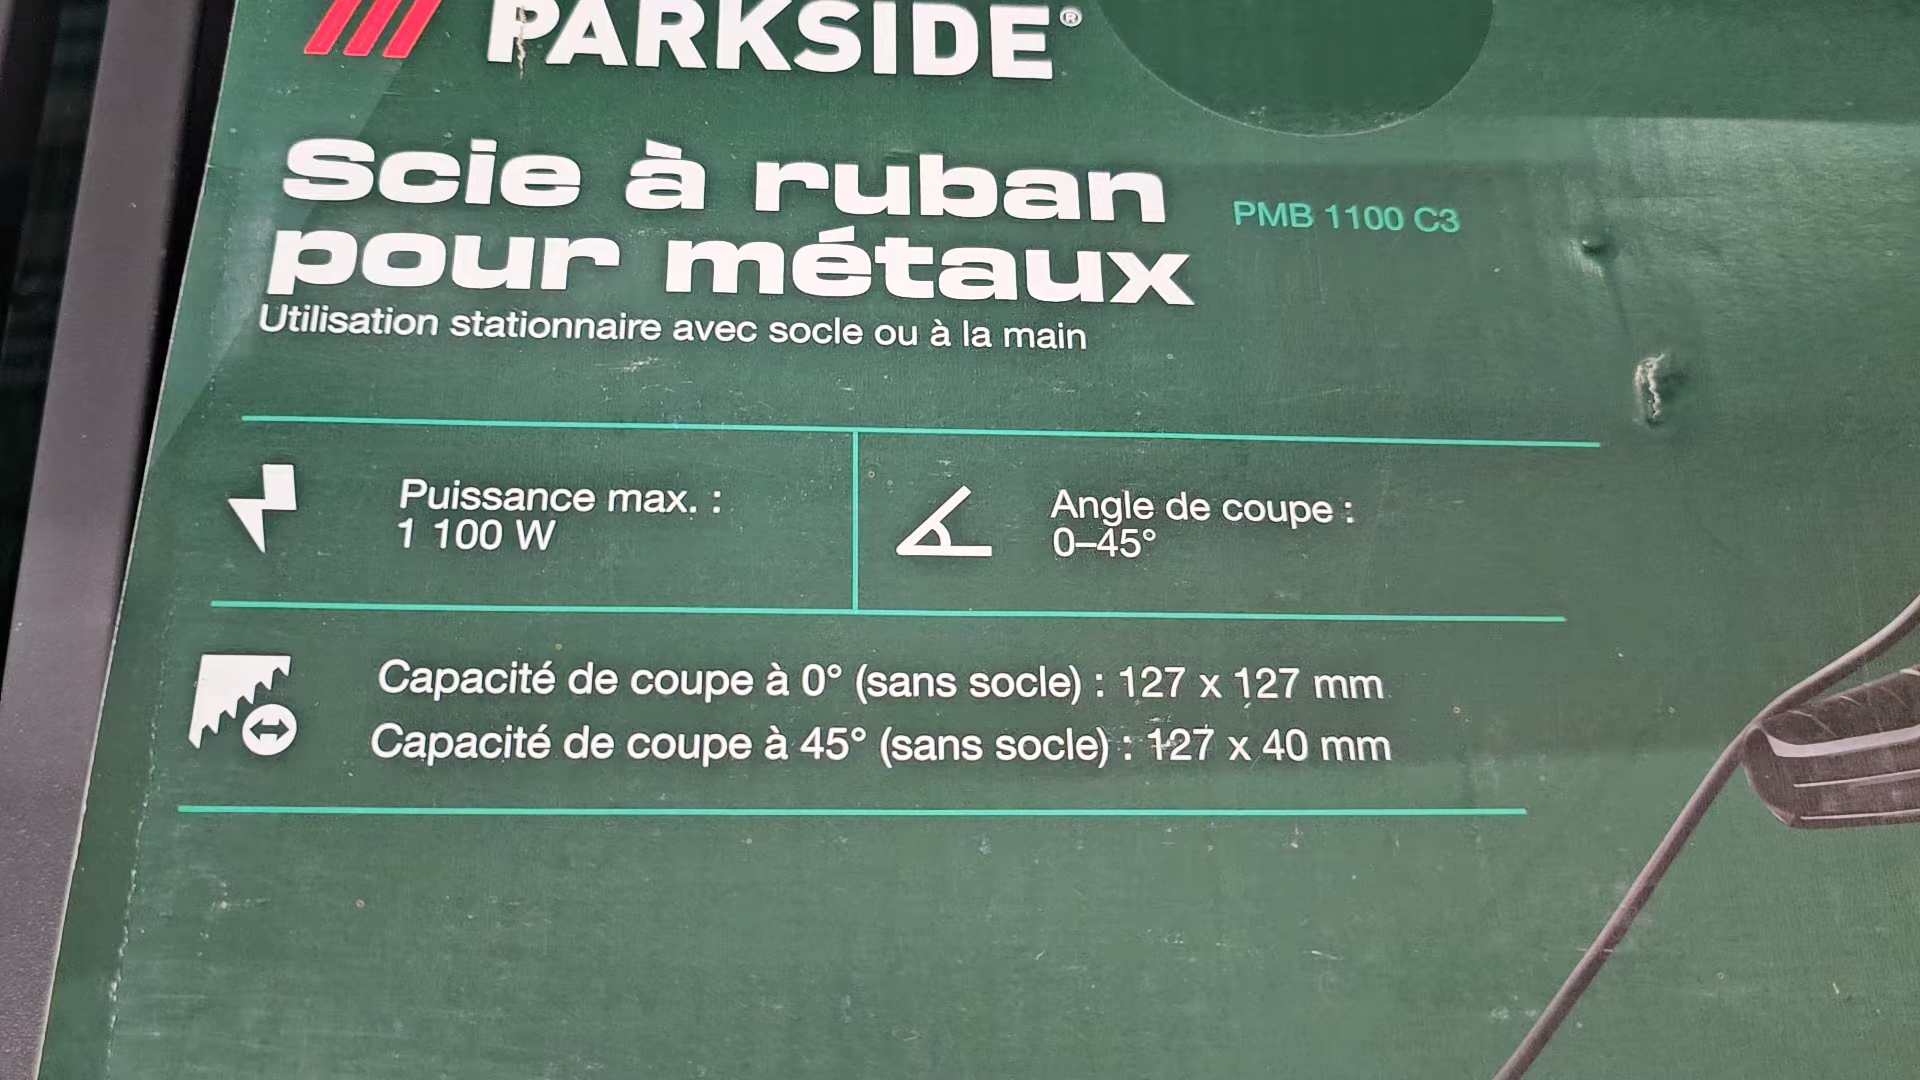 PARKSIDE®
Scie à ruban
pour métaux
PMB 1100 C3
Utilisation stationnaire avec socle ou à la main
Puissance max. :
1 100 W
Angle de coupe :
0–45°
Capacité de coupe à 0° (sans socle) : 127 x 127 mm
Capacité de coupe à 45° (sans socle) : 127 x 40 mm